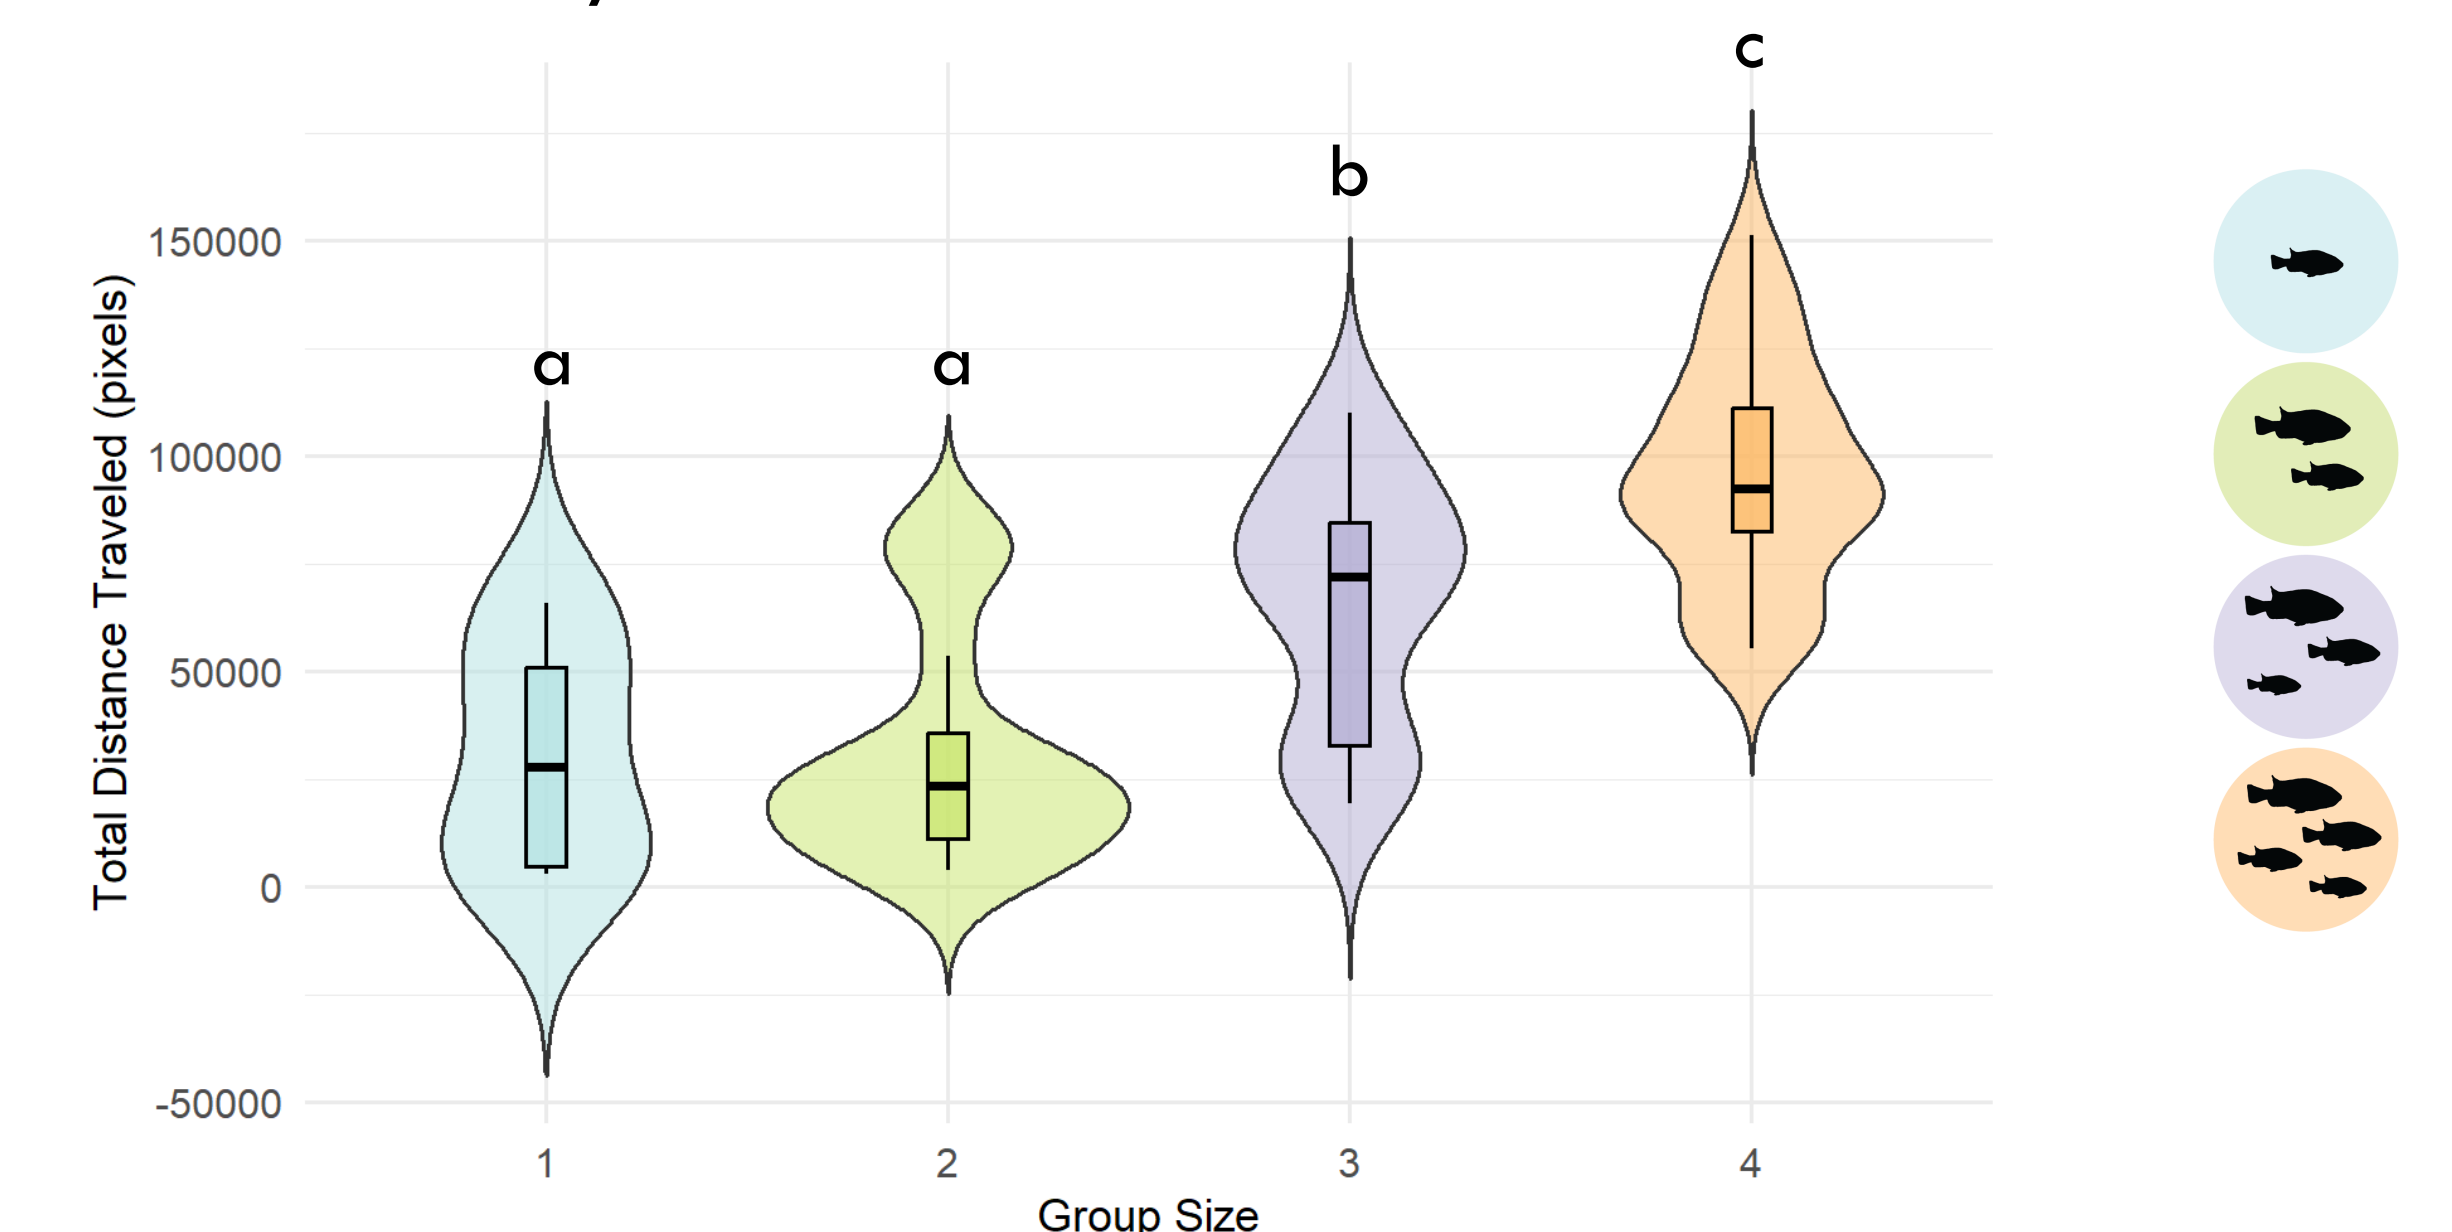 c
b
a a
150000
100000
50000
0
-50000
Total Distance Traveled (pixels)
1 2 3 4
Group Size